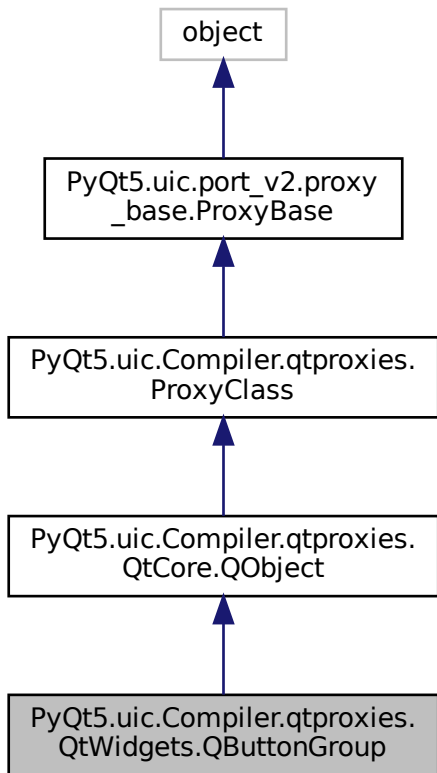 object
PyQt5.uic.port_v2.proxy
_base.ProxyBase
PyQt5.uic.Compiler.qtproxies.
ProxyClass
PyQt5.uic.Compiler.qtproxies.
QtCore.QObject
PyQt5.uic.Compiler.qtproxies.
QtWidgets.QButtonGroup